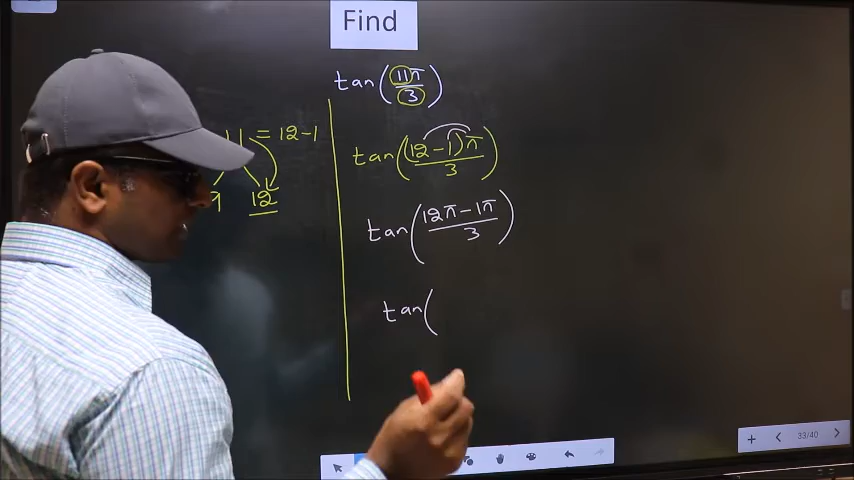 Find
tan(11π/3)
11 = 12-1
9 12
tan((12-1)π/3)
tan(12π-1π/3)
tan(
33/40